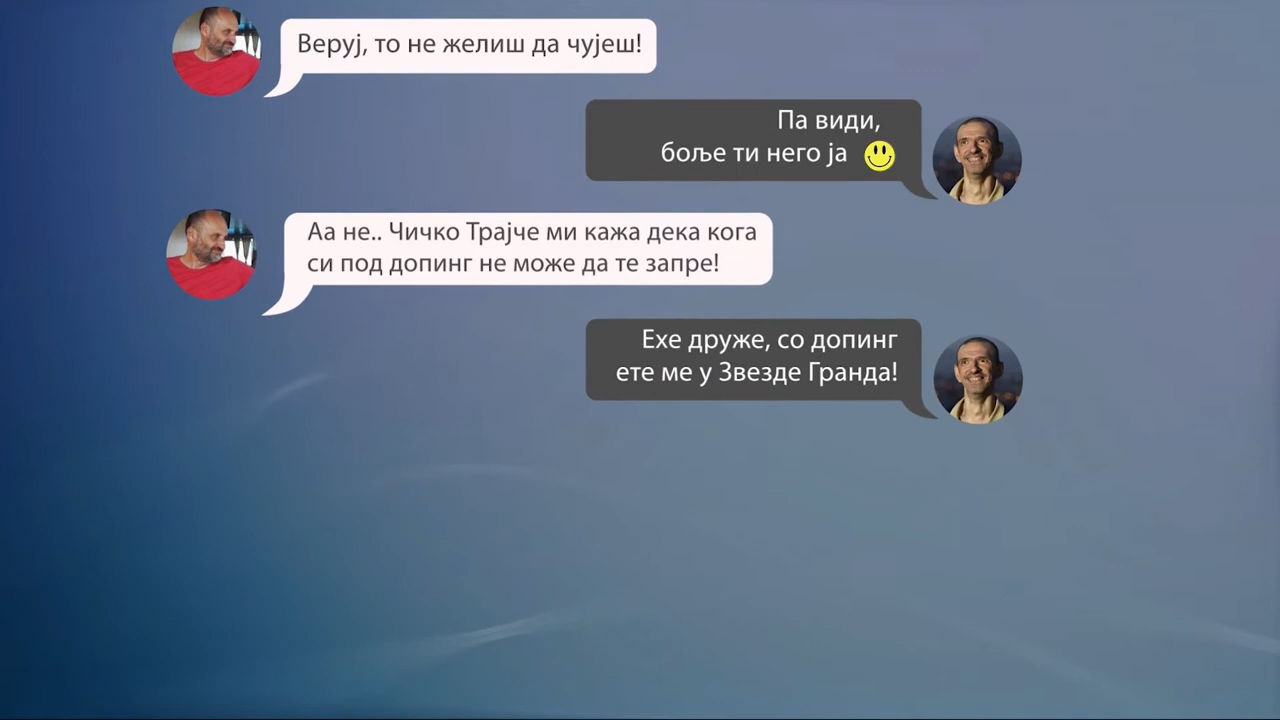 Веруј, то не желиш да чујеш!
Па види,
боље ти него ја
Аа не.. Чичко Трајче ми кажа дека кога
си под допинг не може да те запре!
Ехе друже, со допинг
ете ме у Звезде Гранда!